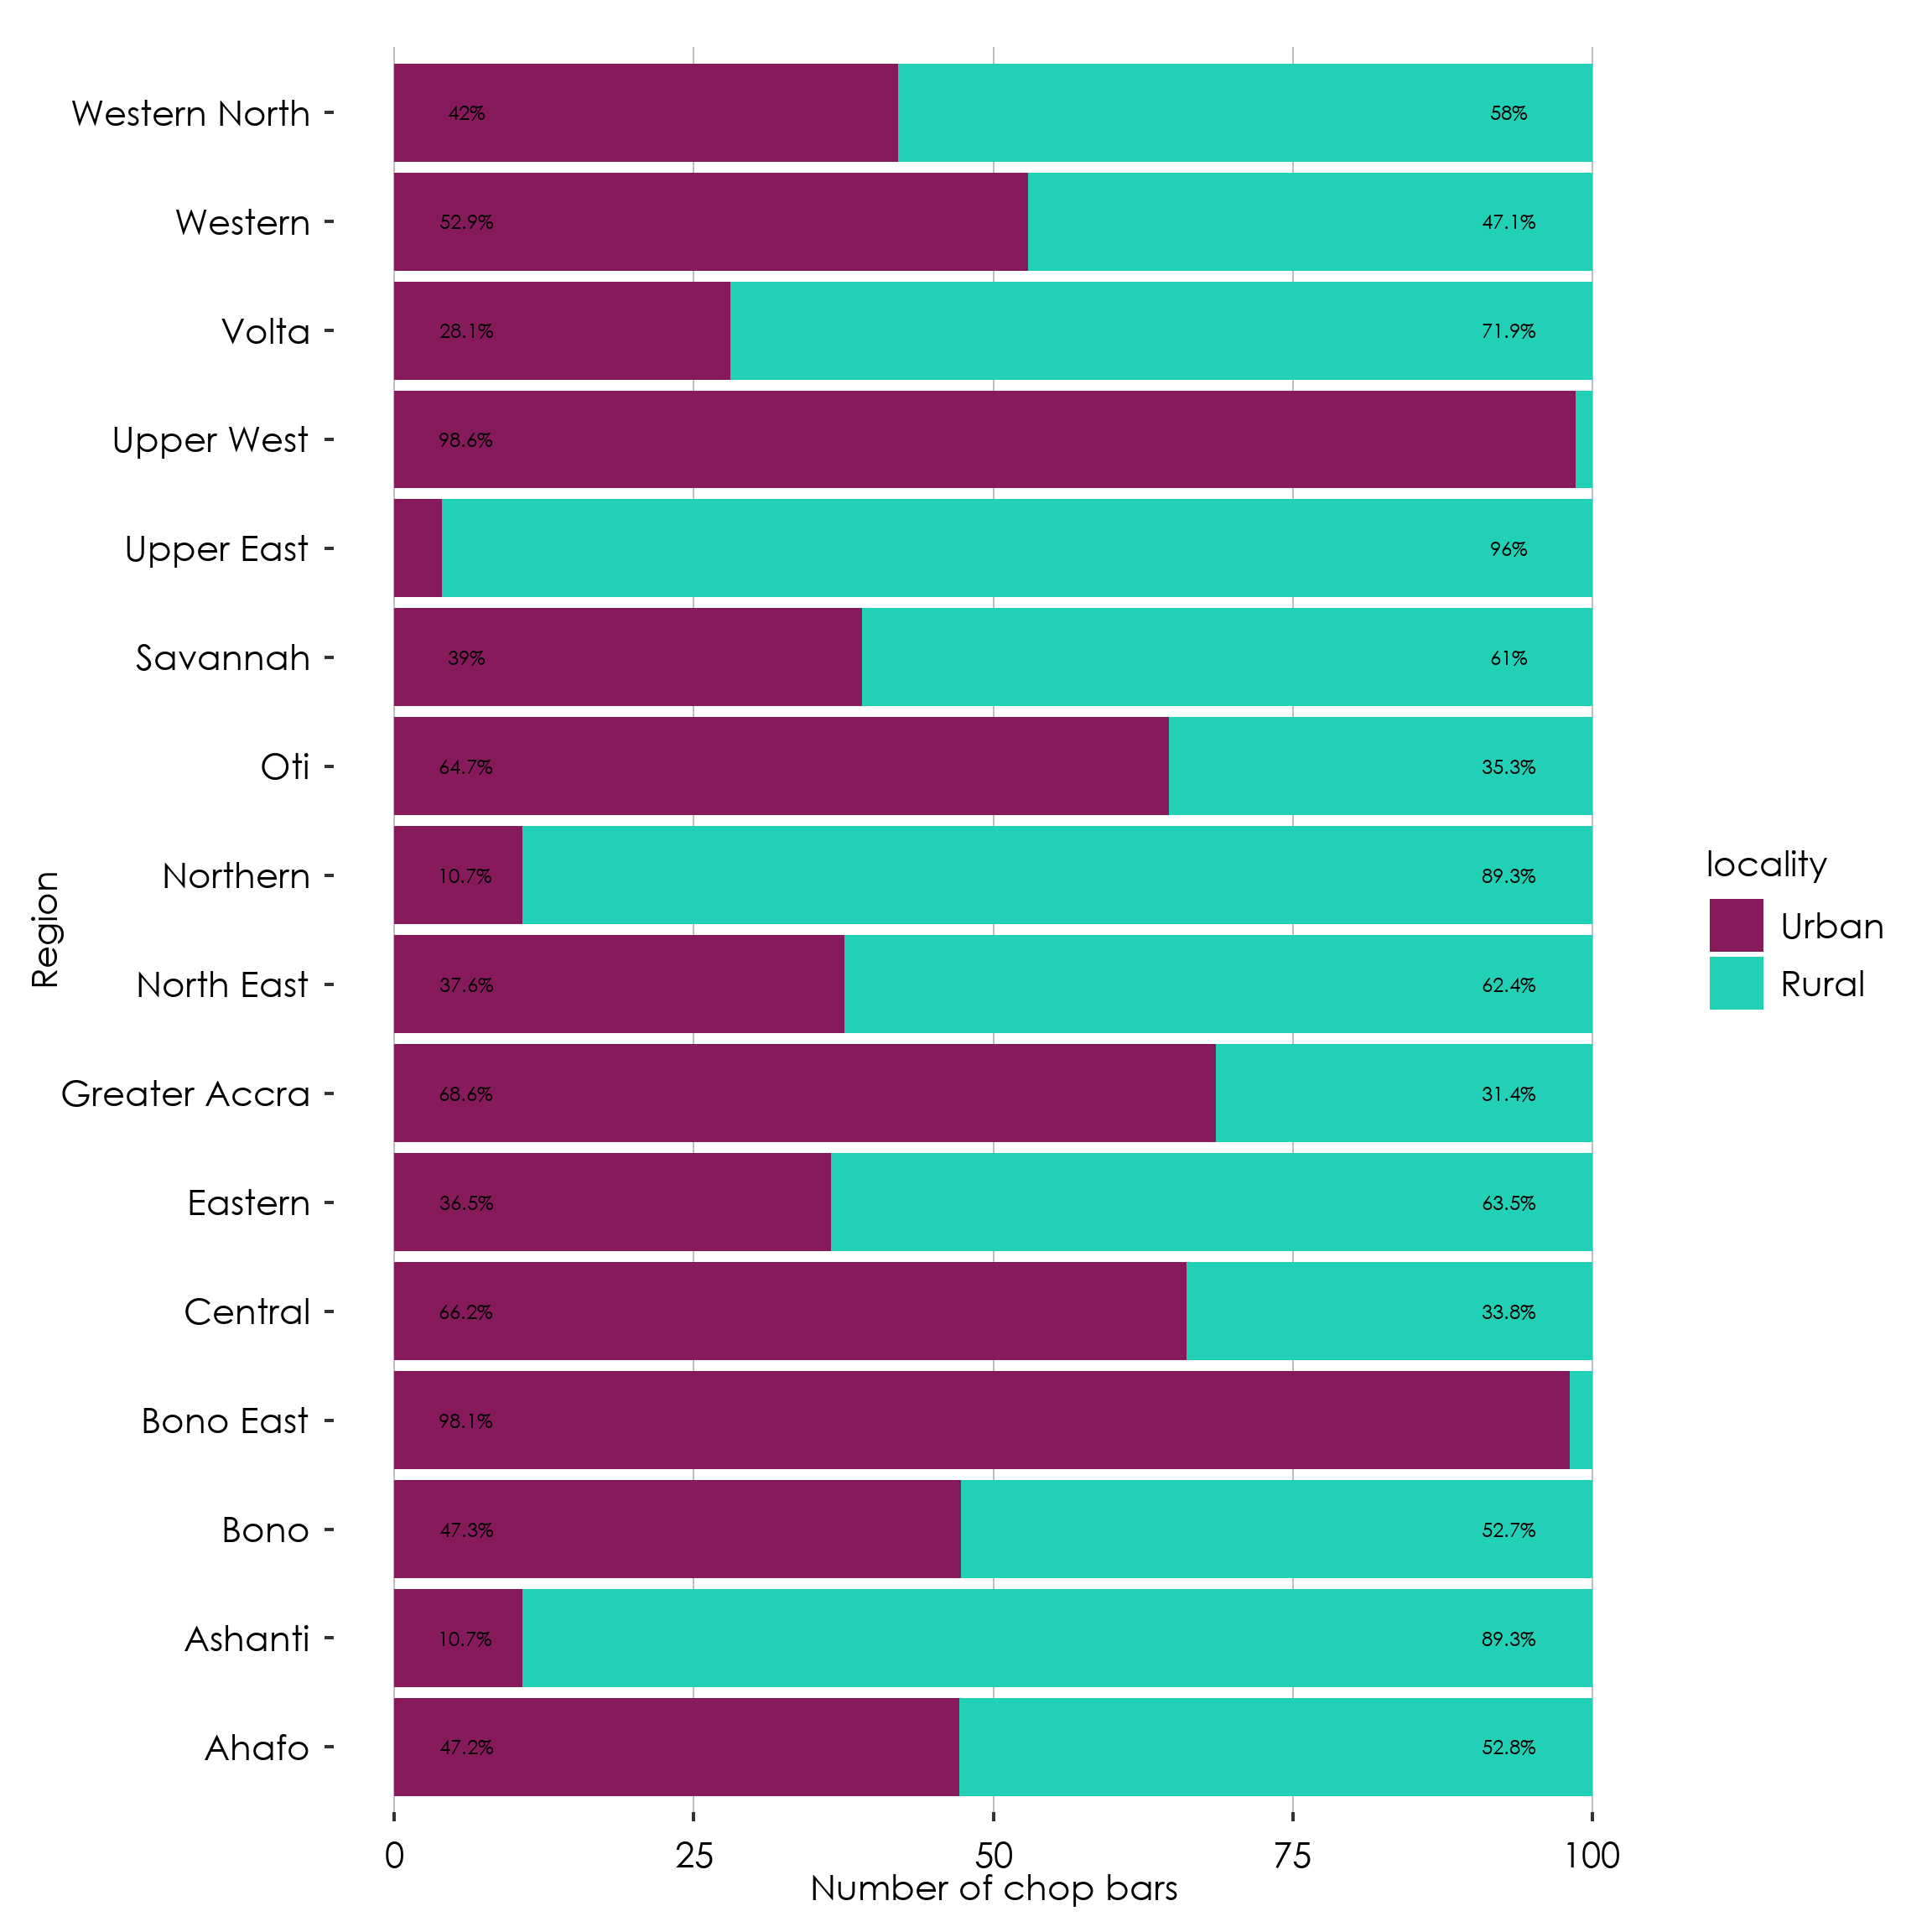 Western North
42%
58%
Western
52.9%
47.1%
Volta
28.1%
71.9%
Upper West
98.6%
Upper East
96%
Savannah
39%
61%
Oti
64.7%
35.3%
Northern
10.7%
89.3%
North East
37.6%
62.4%
Greater Accra
68.6%
31.4%
Eastern
36.5%
63.5%
Central
66.2%
33.8%
Bono East
98.1%
Bono
47.3%
52.7%
Ashanti
10.7%
89.3%
Ahafo
47.2%
52.8%
Region
0
25
50
75
100
Number of chop bars
locality
Urban
Rural